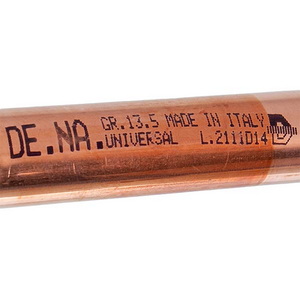 DE.NA. GR.13.5 MADE IN ITALY
UNIVERSAL L.2111D14